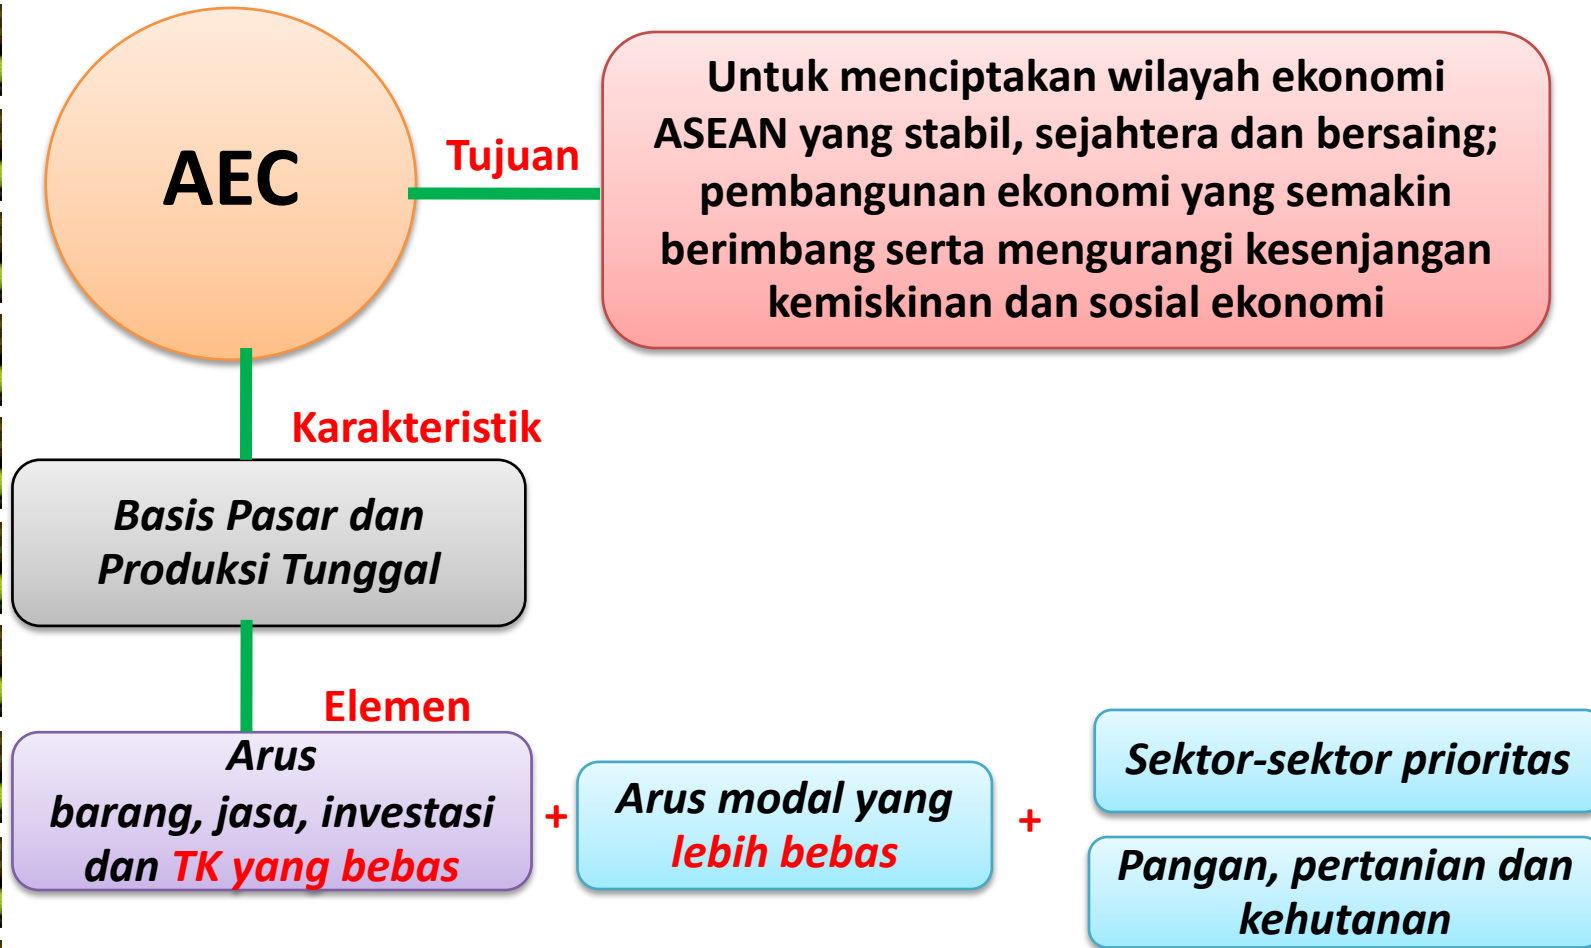 AEC
Tujuan
Untuk menciptakan wilayah ekonomi
ASEAN yang stabil, sejahtera dan bersaing;
pembangunan ekonomi yang semakin
berimbang serta mengurangi kesenjangan
kemiskinan dan sosial ekonomi
Karakteristik
Basis Pasar dan
Produksi Tunggal
Elemen
Arus
barang, jasa, investasi
dan TK yang bebas
+
Arus modal yang
lebih bebas
+
Sektor-sektor prioritas
Pangan, pertanian dan
kehutanan